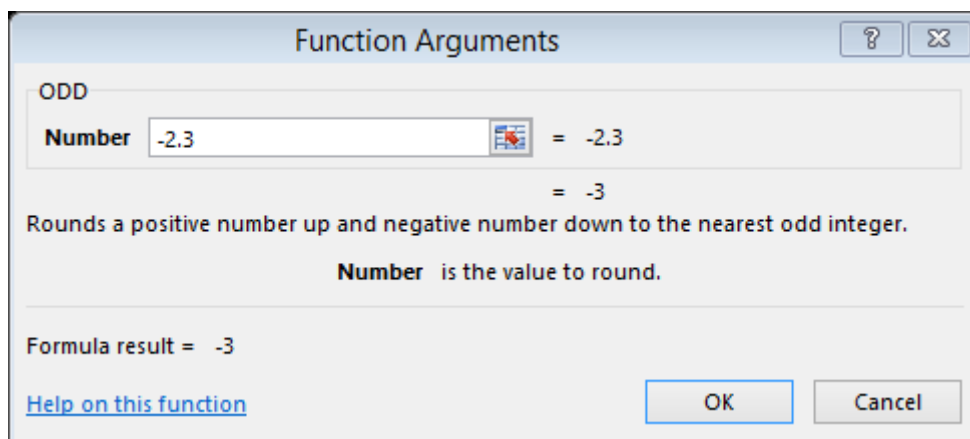 Function Arguments
ODD
Number -2.3 = -2.3
= -3
Rounds a positive number up and negative number down to the nearest odd integer.
Number is the value to round.
Formula result = -3
Help on this function OK Cancel